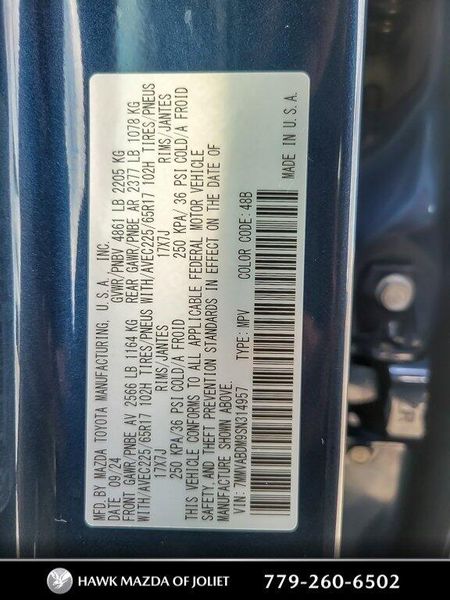 MFD.BY MAZDA TOYOTA MANUFACTURING, U.S.A. INC.
DATE 09/24 GVWR/PNBV 4861 LB 2205 KG
FRONT GAWR/PNBE AV 2566 LB 1164 KG REAR GAWR/PNBE AR 2377 LB 1078 KG
WITH/AVEC225/65R17 102H TIRES/PNEUS WITH/AVEC225/65R17 102H TIRES/PNEUS
17X7J RIMS/JANTES 17X7J RIMS/JANTES
250 KPA/36 PSI COLD/A FROID 250 KPA/36 PSI COLD/A FROID
THIS VEHICLE CONFORMS TO ALL APPLICABLE FEDERAL MOTOR VEHICLE
SAFETY, AND THEFT PREVENTION STANDARDS IN EFFECT ON THE DATE OF
MANUFACTURE SHOWN ABOVE.
7MMVABDM9SN314957 TYPE: MPV COLOR CODE: 48B
MADE IN U.S.A.
HAWK MAZDA OF JOLIET 779-260-6502